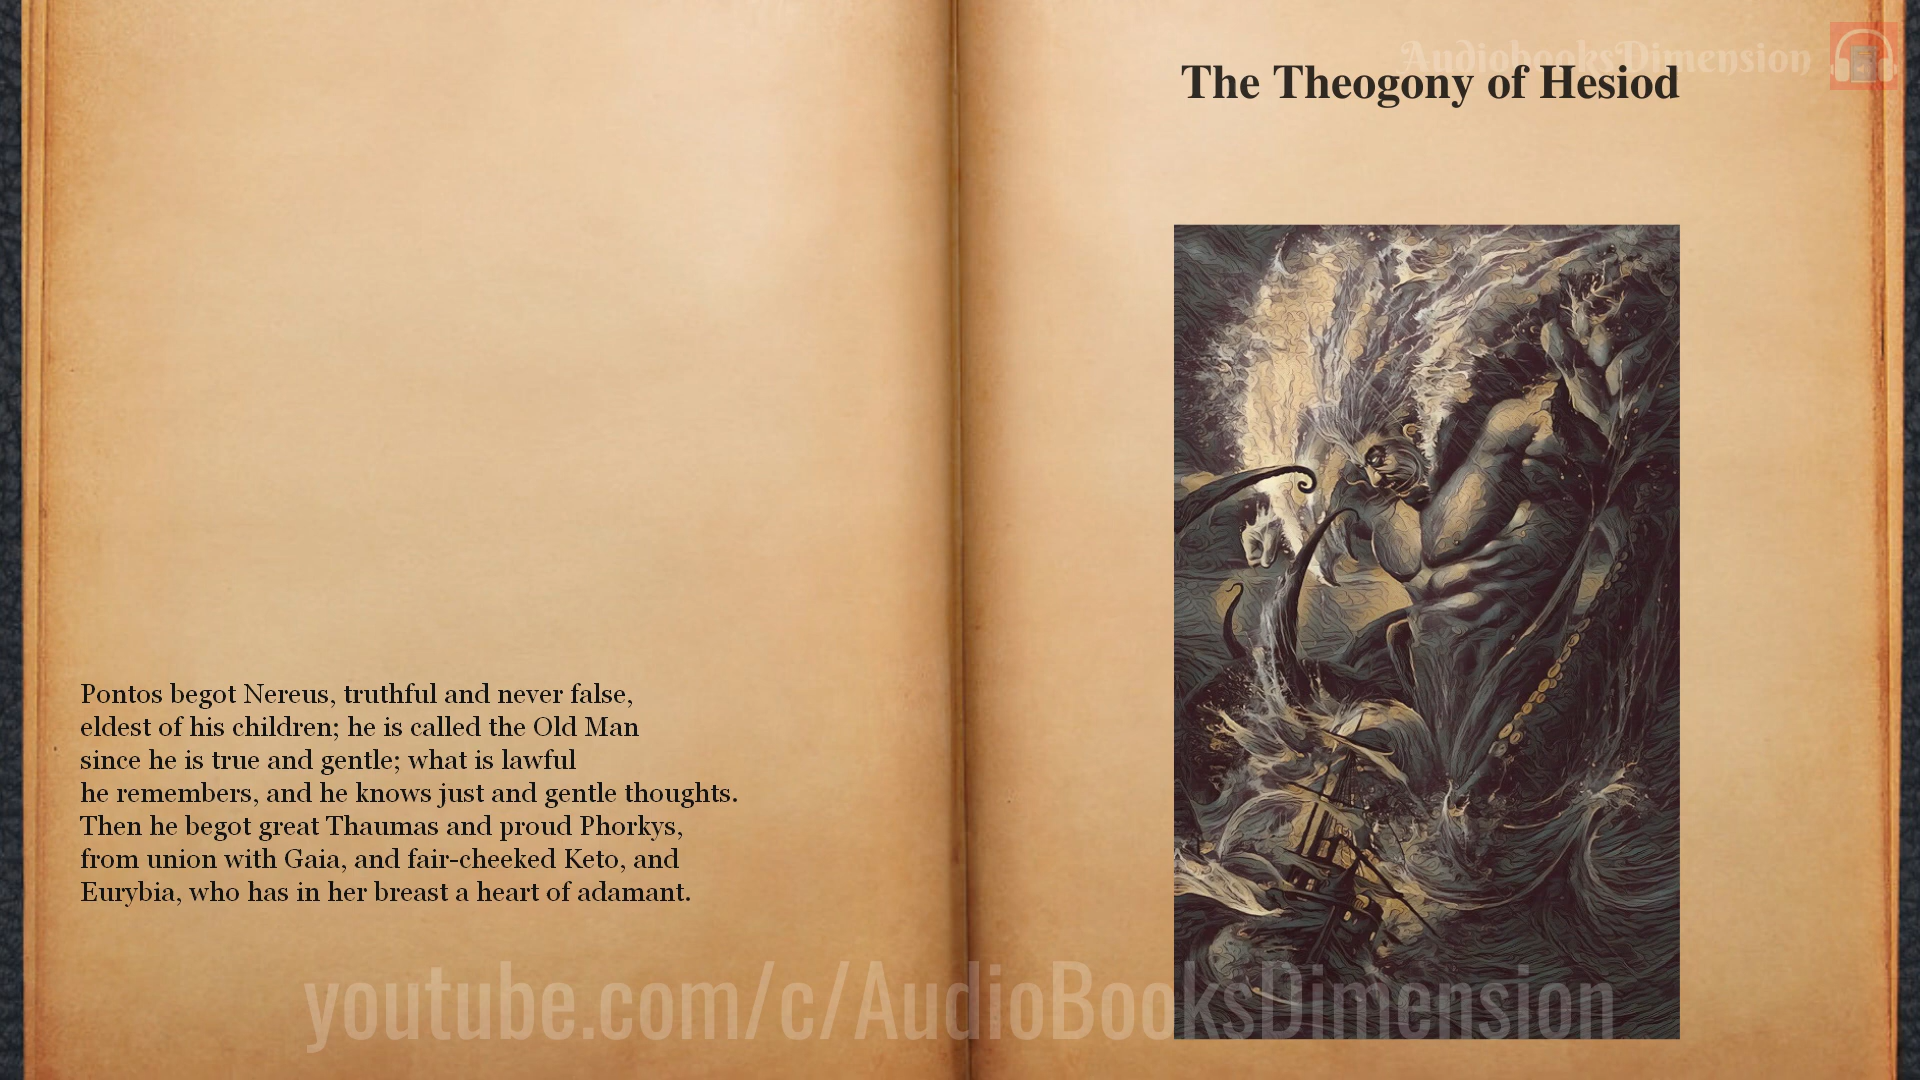 Pontos begot Nereus, truthful and never false,
eldest of his children; he is called the Old Man
since he is true and gentle; what is lawful
he remembers, and he knows just and gentle thoughts.
Then he begot great Thaumas and proud Phorkys,
from union with Gaia, and fair-cheeked Keto, and
Eurybia, who has in her breast a heart of adamant.
AudiobooksDimension
The Theogony of Hesiod
youtube.com/c/AudioBooksDimension